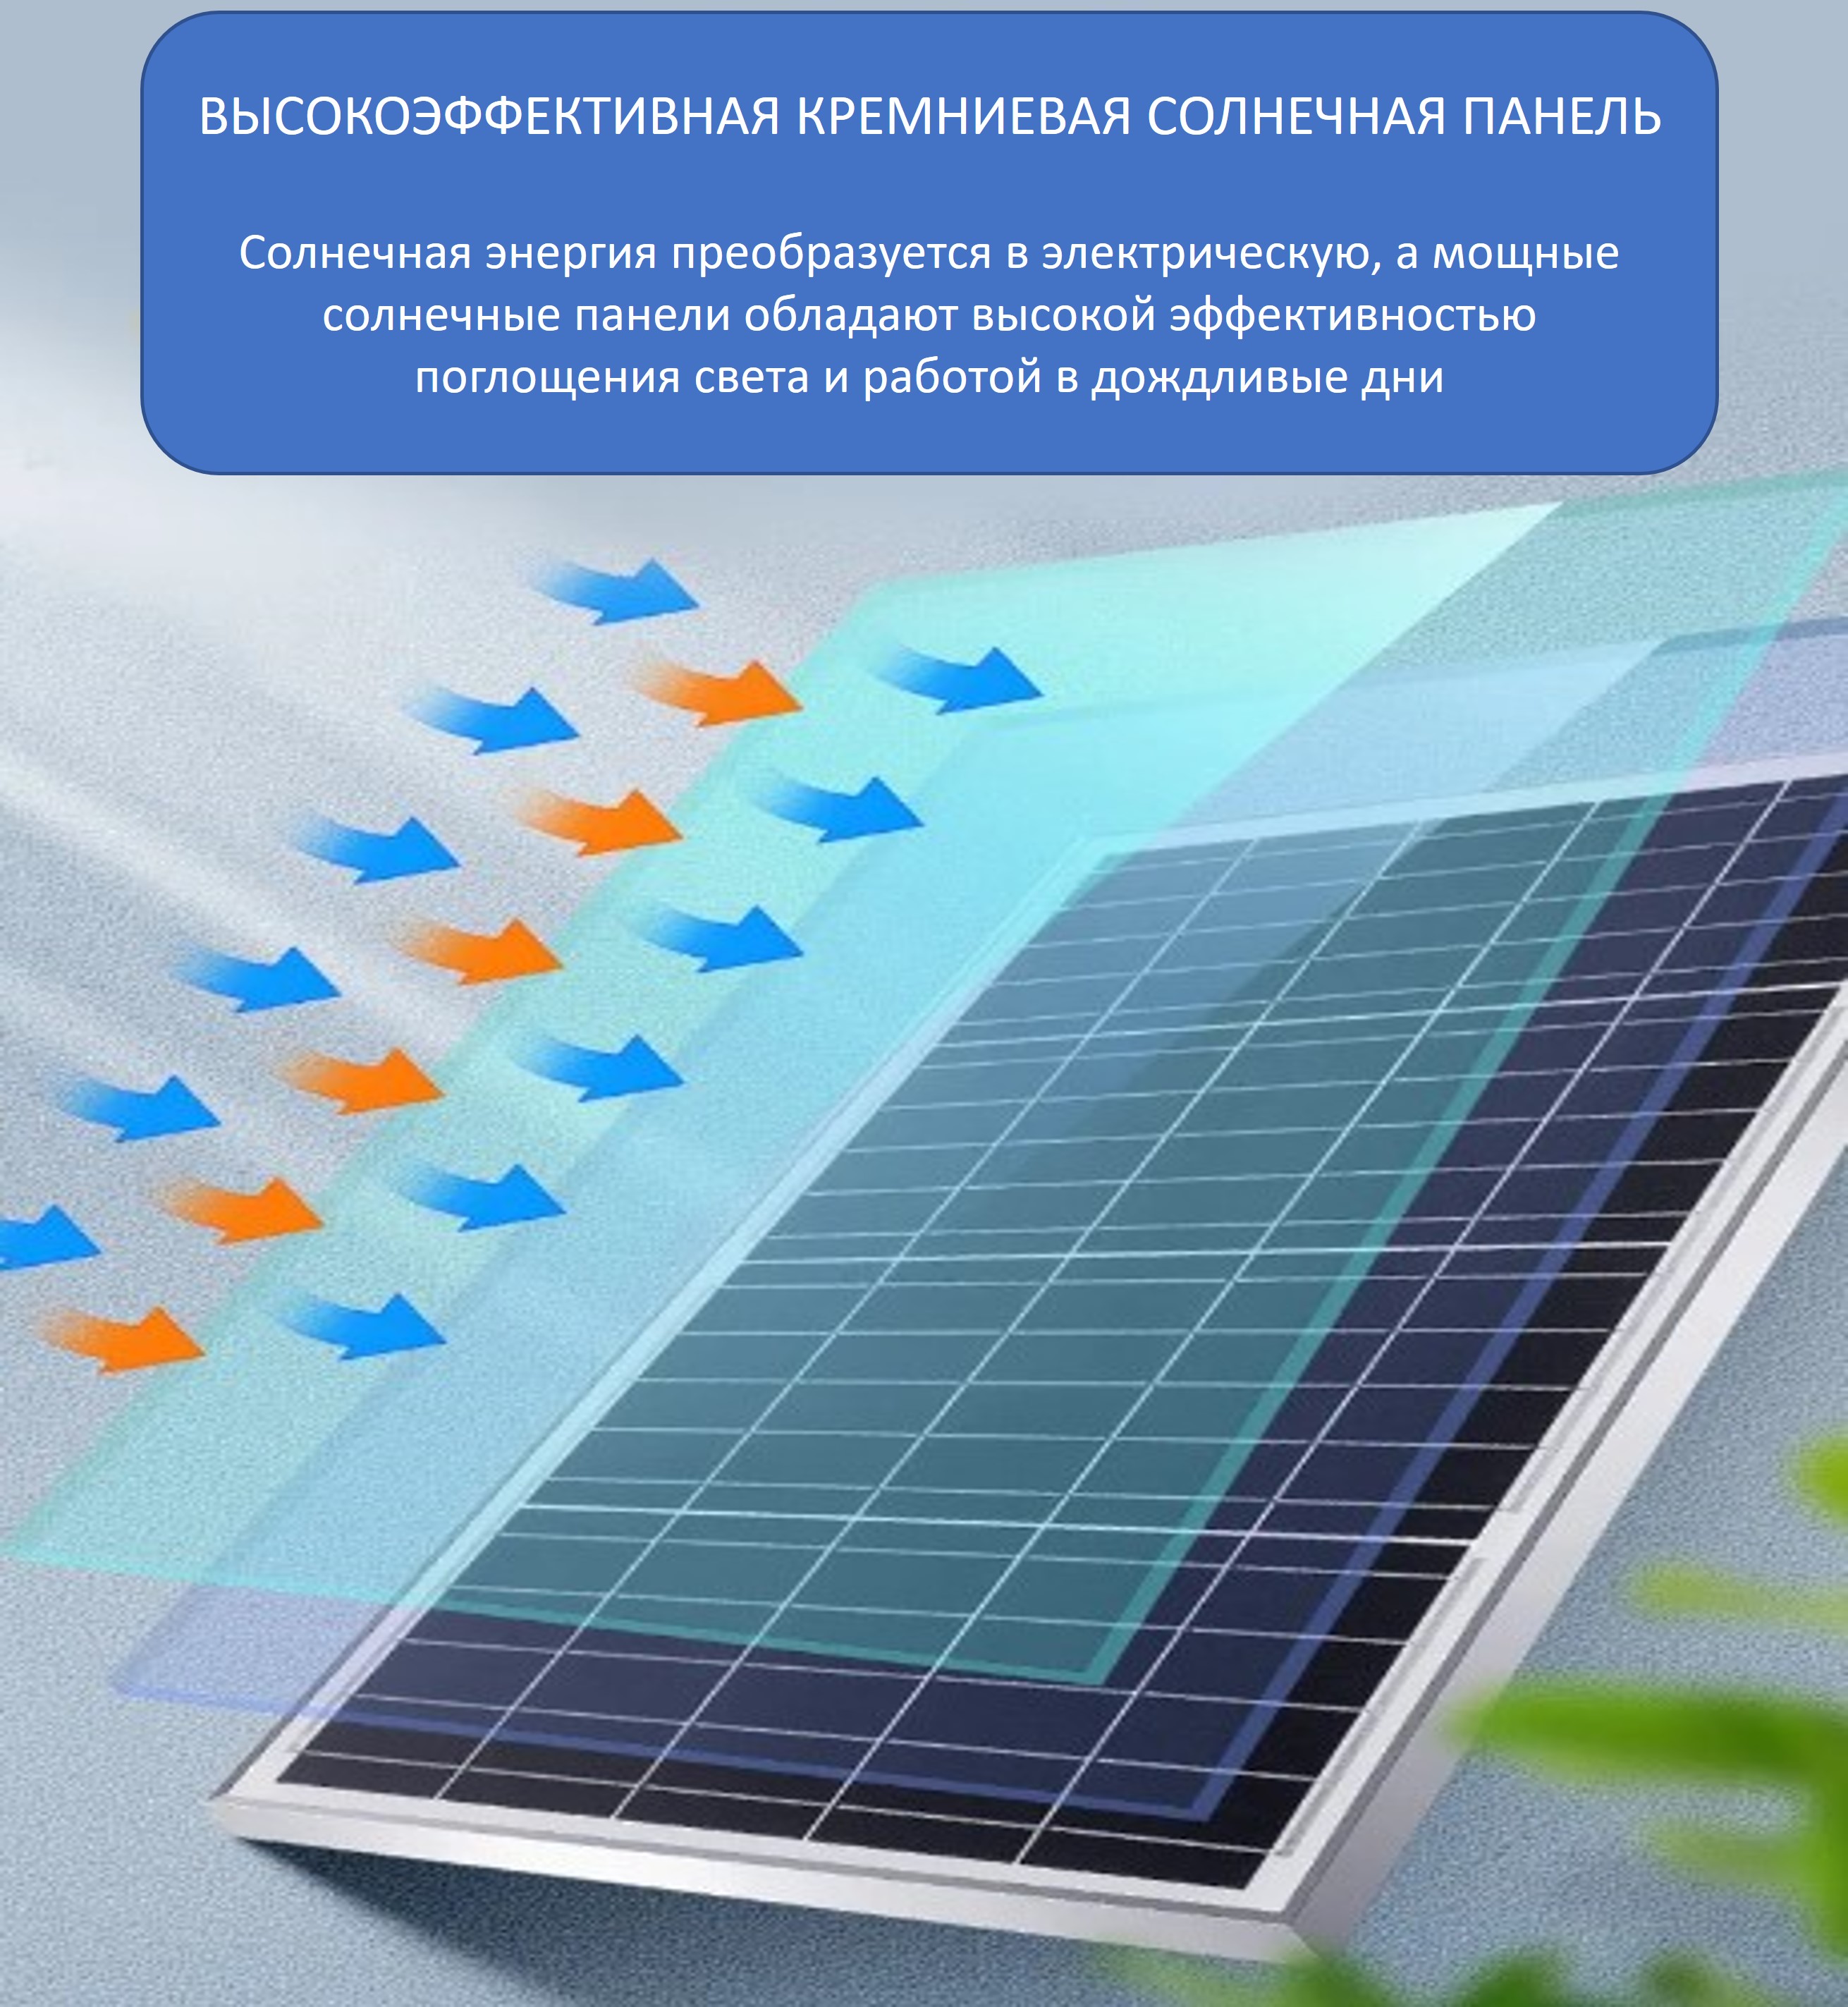 ВЫСОКОЭФФЕКТИВНАЯ КРЕМНИЕВАЯ СОЛНЕЧНАЯ ПАНЕЛЬ
Солнечная энергия преобразуется в электрическую, а мощные
солнечные панели обладают высокой эффективностью
поглощения света и работой в дождливые дни